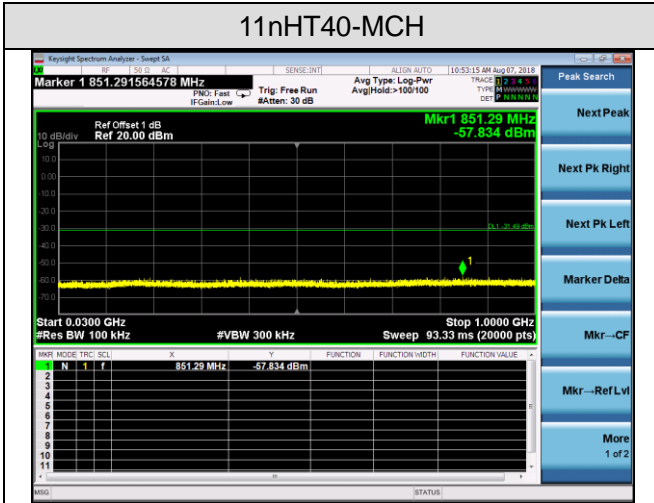 11nHT40-MCH
Keysight Spectrum Analyzer - Swept SA
RF 50 Ω AC SENSE:INT ALIGN AUTO 10:53:15 AM Aug 07, 2018
Marker 1 851.291564578 MHz
PNO: Fast IFGain:Low
Trig: Free Run #Atten: 30 dB
Avg Type: Log-Pwr Avg|Hold:>100/100
TRACE 1 2 3 4 5 6
TYPE M WWWWW
DET P N N N N N
Peak Search
Ref Offset 1 dB
10 dB/div Ref 20.00 dBm
Log
Mkr1 851.29 MHz
-57.834 dBm
10.0
0.00
-10.0
-20.0
-30.0
-40.0
-50.0
-60.0
-70.0
DL1 -31.49 dBm
1
Start 0.0300 GHz Stop 1.0000 GHz
#Res BW 100 kHz #VBW 300 kHz Sweep 93.33 ms (20000 pts)
MKR MODE TRC SCL X Y FUNCTION FUNCTION WIDTH FUNCTION VALUE
1 N 1 f 851.29 MHz -57.834 dBm
2
3
4
5
6
7
8
9
10
11
MSG STATUS
Next Peak
Next Pk Right
Next Pk Left
Marker Delta
Mkr→CF
Mkr→Ref Lvl
More
1 of 2